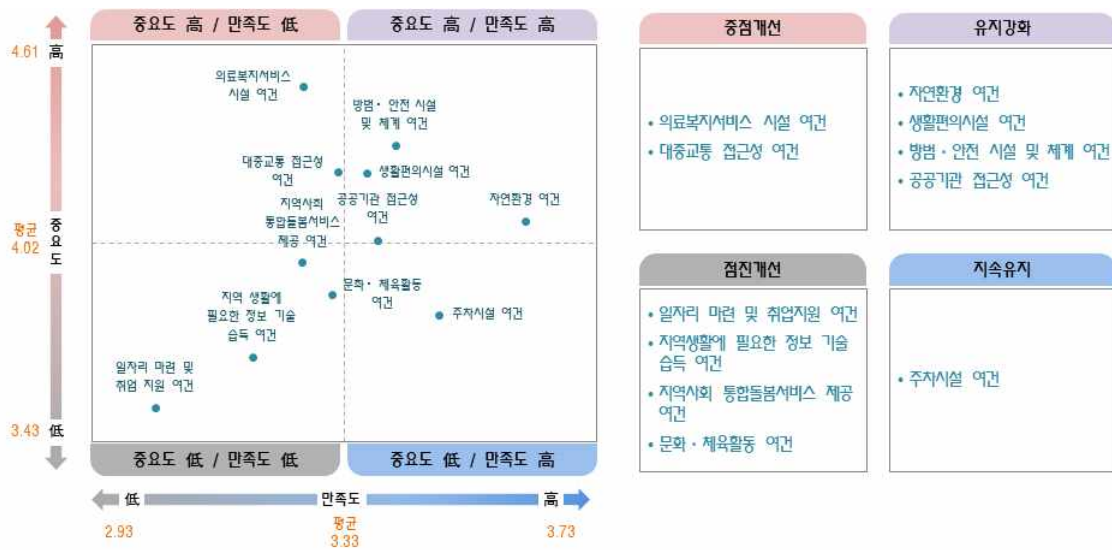 중요도 高 / 만족도 低
중요도 高 / 만족도 高
4.61
高
중요도
평균
4.02
3.43
低
의료복지서비스
시설 여건
방범· 안전 시설
및 체계 여건
대중교통 접근성
여건
생활편의시설 여건
지역사회
통합돌봄서비스
제공 여건
공공기관 접근성
여건
자연환경 여건
지역 생활에
필요한 정보 기술
습득 여건
문화· 체육활동
여건
주차시설 여건
일자리 마련 및
취업 지원 여건
중요도 低 / 만족도 低
중요도 低 / 만족도 高
低
만족도
高
2.93
평균
3.33
3.73
중점개선
• 의료복지서비스 시설 여건
• 대중교통 접근성 여건
유지강화
• 자연환경 여건
• 생활편의시설 여건
• 방범·안전 시설 및 체계 여건
• 공공기관 접근성 여건
점진개선
• 일자리 마련 및 취업지원 여건
• 지역생활에 필요한 정보 기술
습득 여건
• 지역사회 통합돌봄서비스 제공
여건
• 문화·체육활동 여건
지속유지
• 주차시설 여건